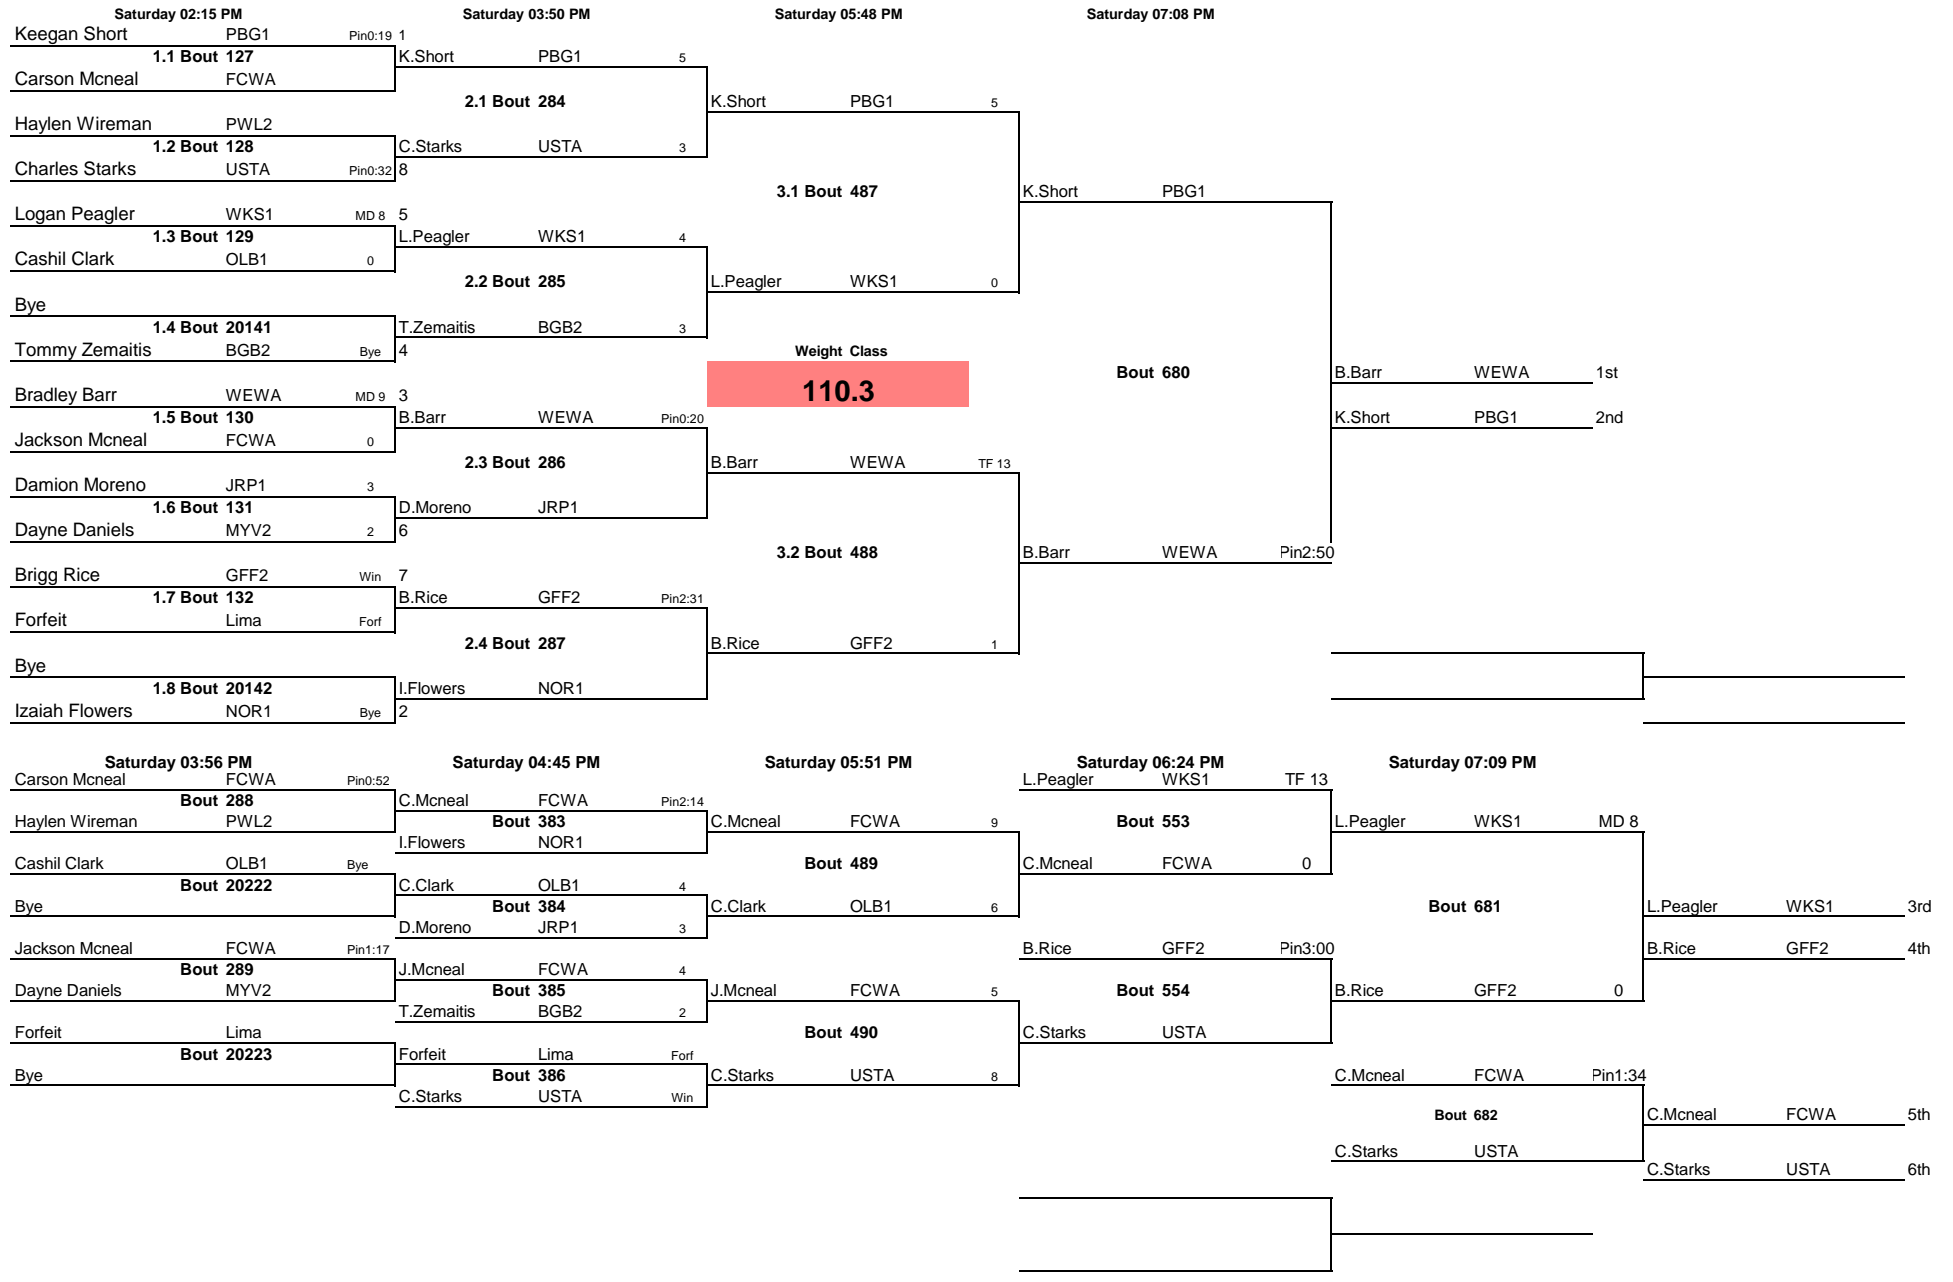 Saturday 02:15 PM Saturday 03:50 PM Saturday 05:48 PM Saturday 07:08 PM
Keegan Short PBG1 Pin0:19 1
1.1 Bout 127 K.Short PBG1 5
Carson Mcneal FCWA
2.1 Bout 284 K.Short PBG1 5
Haylen Wireman PWL2
1.2 Bout 128 C.Starks USTA 3
Charles Starks USTA Pin0:32 8
3.1 Bout 487 K.Short PBG1
Logan Peagler WKS1 MD 8 5
1.3 Bout 129 L.Peagler WKS1 4
Cashil Clark OLB1 0
2.2 Bout 285 L.Peagler WKS1 0
Bye
1.4 Bout 20141 T.Zemaitis BGB2 3
Tommy Zemaitis BGB2 Bye 4 Weight Class
Bout 680 B.Barr WEWA 1st
Bradley Barr WEWA MD 9 3 110.3
1.5 Bout 130 B.Barr WEWA Pin0:20 K.Short PBG1 2nd
Jackson Mcneal FCWA 0
2.3 Bout 286 B.Barr WEWA TF 13
Damion Moreno JRP1 3
1.6 Bout 131 D.Moreno JRP1
Dayne Daniels MYV2 2 6
3.2 Bout 488 B.Barr WEWA Pin2:50
Brigg Rice GFF2 Win 7
1.7 Bout 132 B.Rice GFF2 Pin2:31
Forfeit Lima Forf
2.4 Bout 287 B.Rice GFF2 1
Bye
1.8 Bout 20142 I.Flowers NOR1
Izaiah Flowers NOR1 Bye 2
Saturday 03:56 PM Saturday 04:45 PM Saturday 05:51 PM Saturday 06:24 PM Saturday 07:09 PM
Carson Mcneal FCWA Pin0:52 L.Peagler WKS1 TF 13
Bout 288 C.Mcneal FCWA Pin2:14
Haylen Wireman PWL2 Bout 383 C.Mcneal FCWA 9 Bout 553 L.Peagler WKS1 MD 8
I.Flowers NOR1
Cashil Clark OLB1 Bye Bout 489 C.Mcneal FCWA 0
Bout 20222 C.Clark OLB1 4
Bye Bout 384 C.Clark OLB1 6 Bout 681 L.Peagler WKS1 3rd
D.Moreno JRP1 3
Jackson Mcneal FCWA Pin1:17 B.Rice GFF2 Pin3:00 B.Rice GFF2 4th
Bout 289 J.Mcneal FCWA 4
Dayne Daniels MYV2 Bout 385 J.Mcneal FCWA 5 Bout 554 B.Rice GFF2 0
T.Zemaitis BGB2 2
Forfeit Lima Bout 490 C.Starks USTA
Bout 20223 Forfeit Lima Forf
Bye Bout 386 C.Starks USTA 8 C.Mcneal FCWA Pin1:34
C.Starks USTA Win
Bout 682 C.Mcneal FCWA 5th
C.Starks USTA
C.Starks USTA 6th